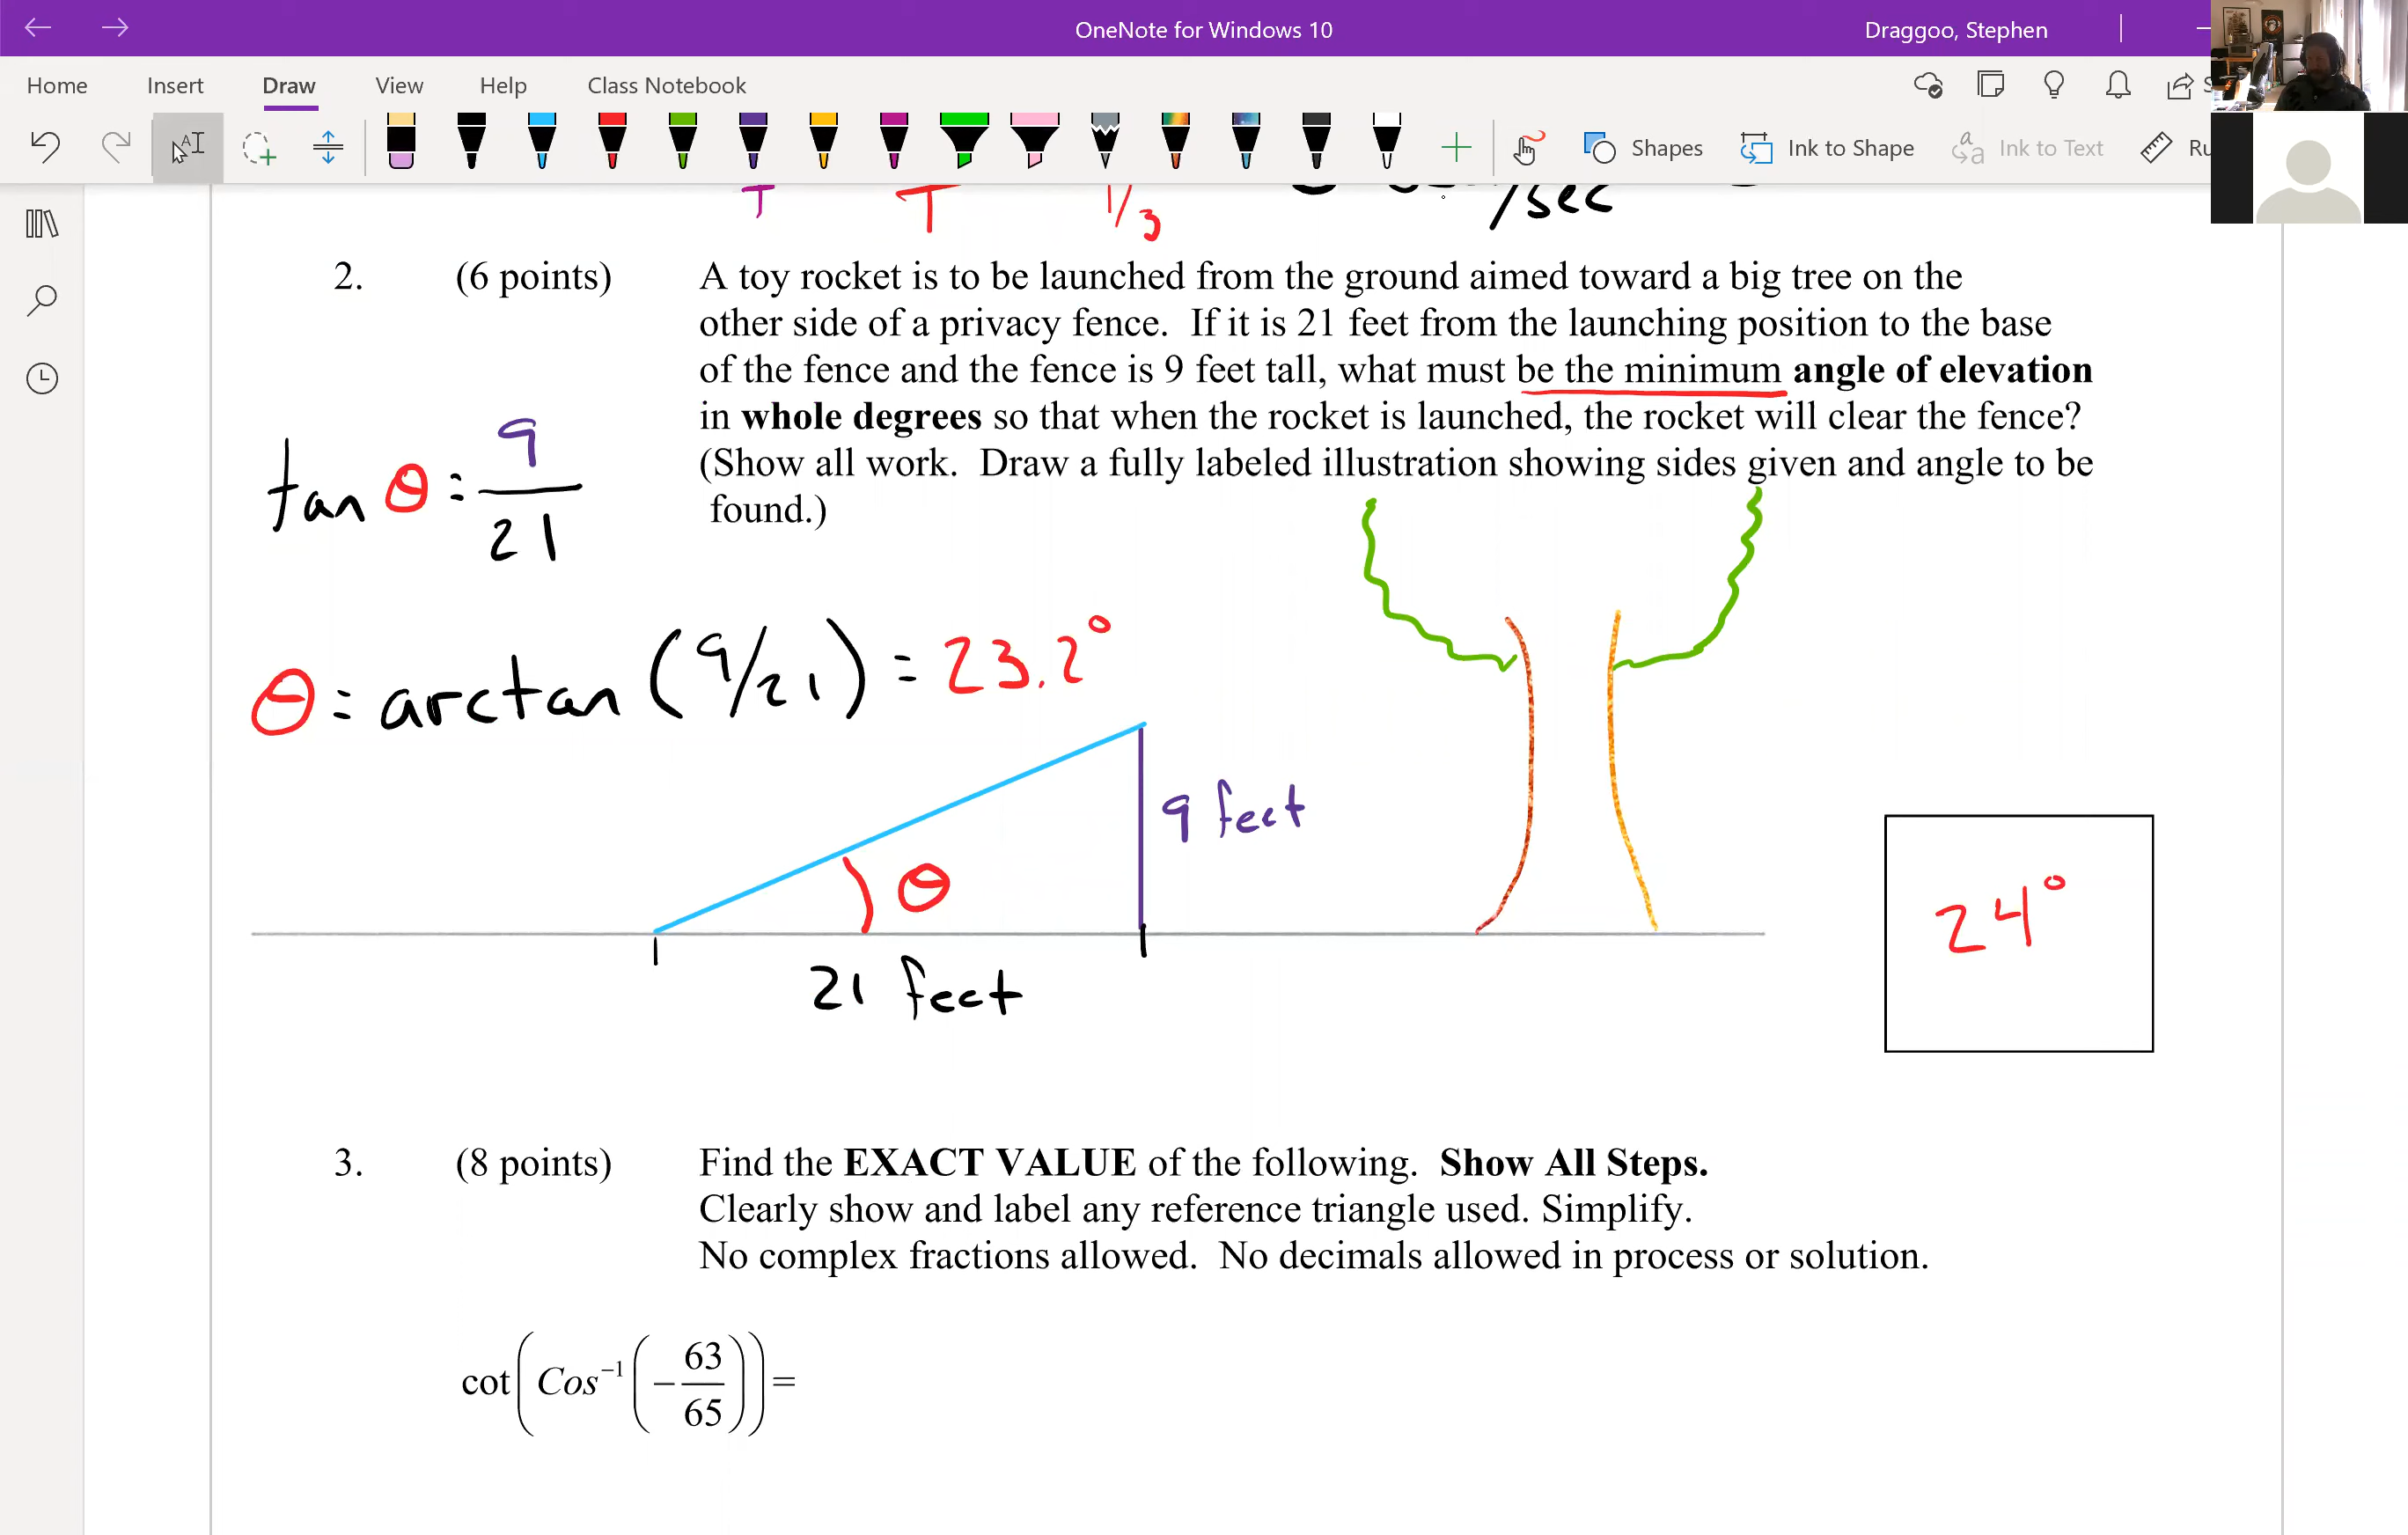 OneNote for Windows 10
Draggoo, Stephen
Home Insert Draw View Help Class Notebook
Shapes Ink to Shape Ink to Text Ru
T T 1/3 /sec
2. (6 points) A toy rocket is to be launched from the ground aimed toward a big tree on the
other side of a privacy fence. If it is 21 feet from the launching position to the base
of the fence and the fence is 9 feet tall, what must be the minimum angle of elevation
in whole degrees so that when the rocket is launched, the rocket will clear the fence?
(Show all work. Draw a fully labeled illustration showing sides given and angle to be
found.)
tan θ = 9/21
θ = arctan (9/21) = 23.2°
9 feet
θ
24°
21 feet
3. (8 points) Find the EXACT VALUE of the following. Show All Steps.
Clearly show and label any reference triangle used. Simplify.
No complex fractions allowed. No decimals allowed in process or solution.
cot(Cos⁻¹(-63/65)) =